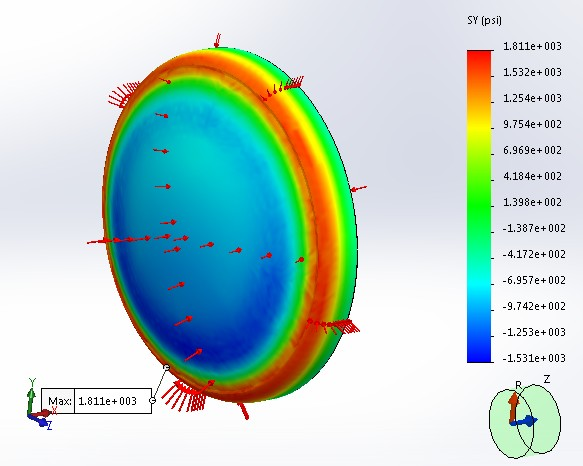 SY (psi)
1.811e+003
1.532e+003
1.254e+003
9.754e+002
6.969e+002
4.184e+002
1.398e+002
-1.387e+002
-4.172e+002
-6.957e+002
-9.742e+002
-1.253e+003
-1.531e+003
Max: 1.811e+003
Y
X
Z
R
Z